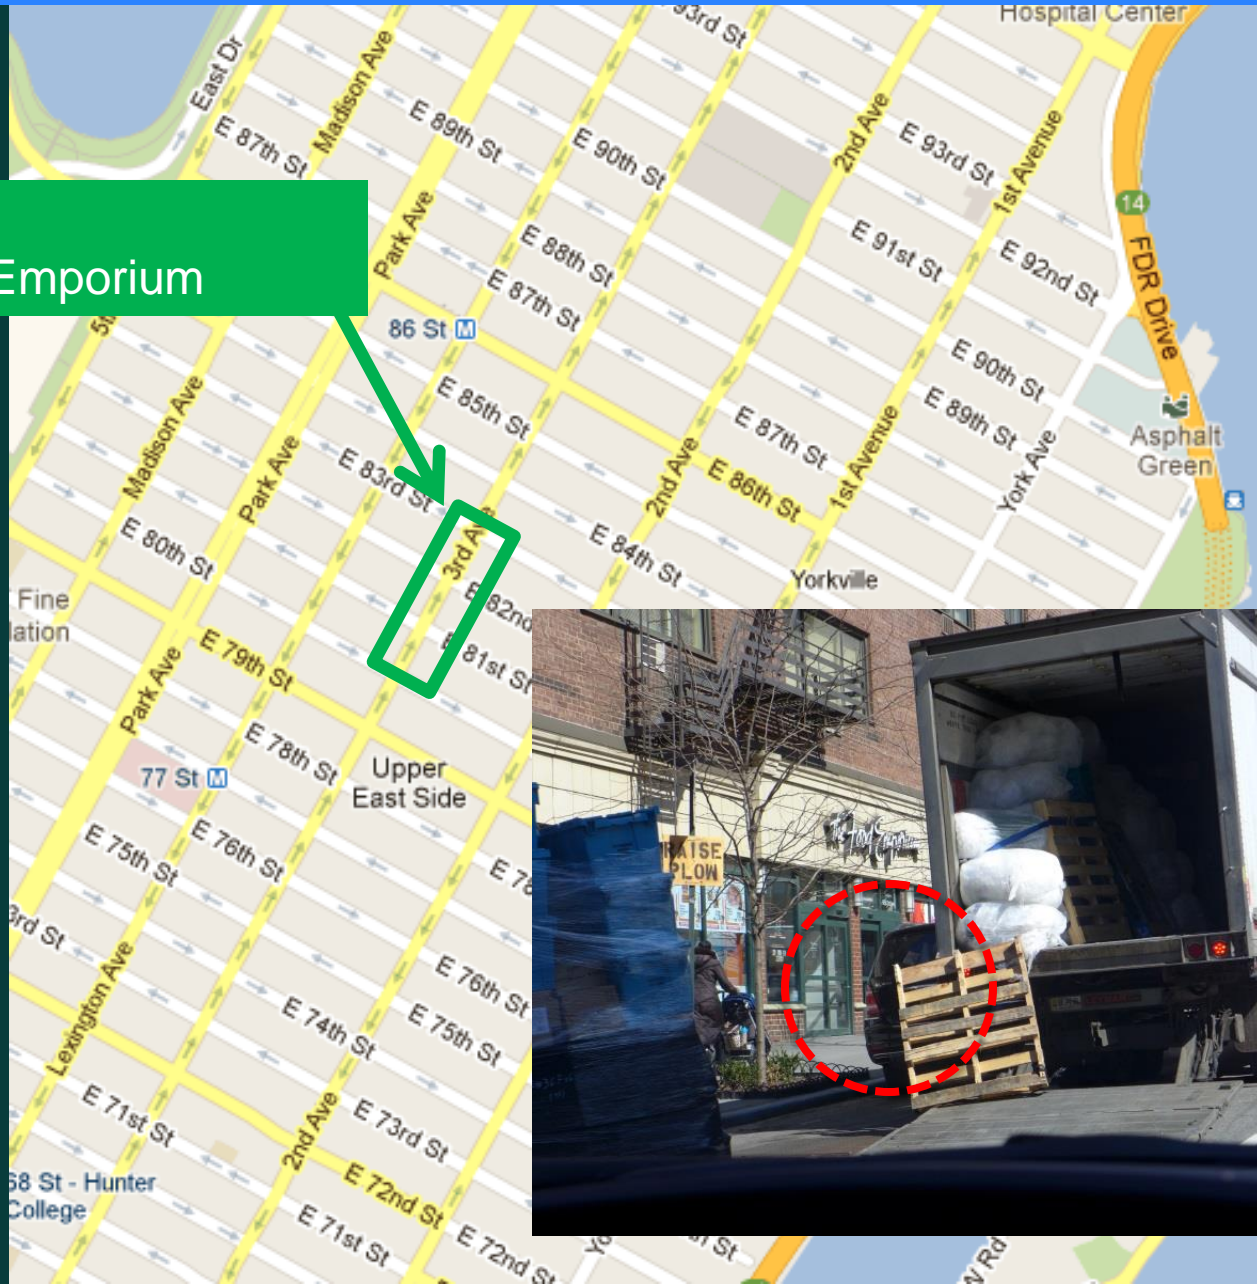 93rd St
Hospital Center
East Dr
Madison Ave
E 87th St
E 89th St
E 90th St
2nd Ave
E 93rd St
1st Avenue
14
Park Ave
E 88th St
E 91st St
E 92nd St
FDR Drive
Emporium
E 87th St
86 St M
E 90th St
Madison Ave
E 85th St
E 87th St
E 89th St
Asphalt
Green
Park Ave
E 83rd St
2nd Ave
E 86th St
1st Avenue
York Ave
E 80th St
3rd Ave
E 84th St
Yorkville
Fine
E 82nd
E 81st St
E 79th St
Park Ave
E 78th St
77 St M
Upper
East Side
E 76th St
E 75th St
The Food Emporium
RAISE
PLOW
3rd St
Lexington Ave
E 76th St
E 75th St
E 74th St
E 71st St
2nd Ave
E 73rd St
68 St - Hunter
College
E 72nd St
E 71st St
E 72nd St
St
Rd